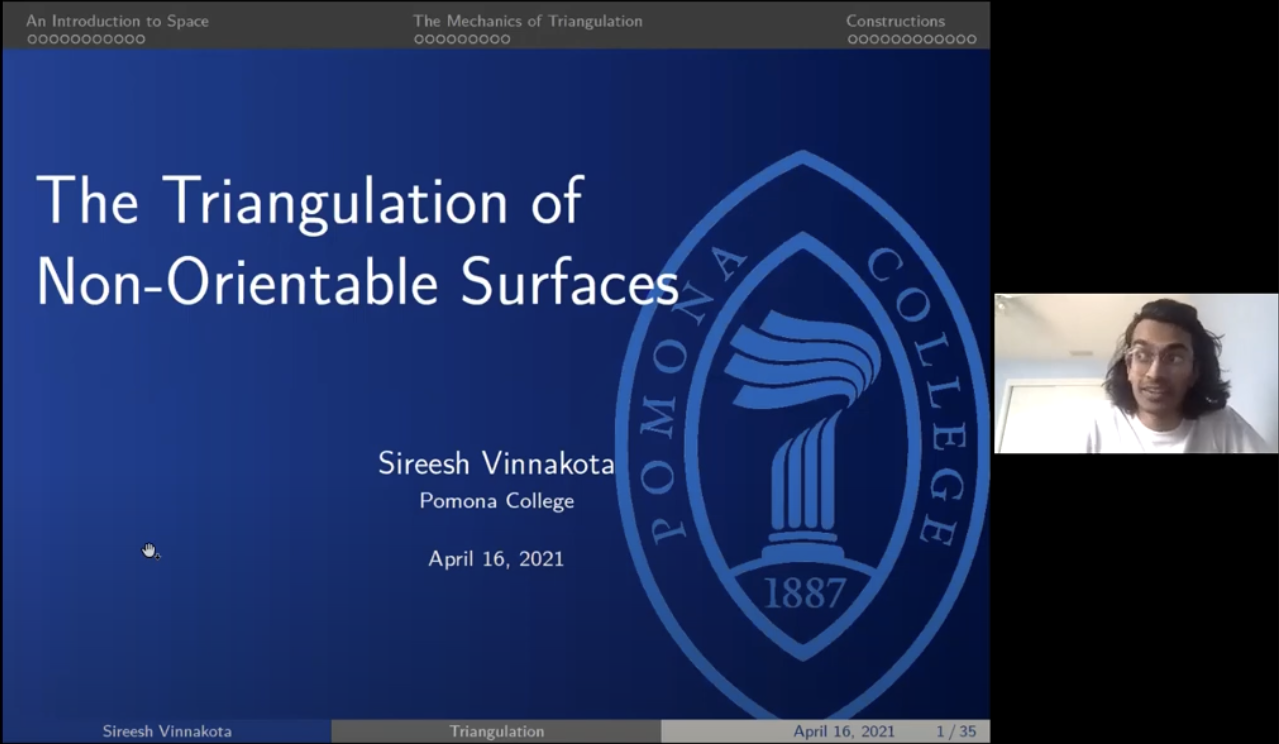 An Introduction to Space
The Mechanics of Triangulation
Constructions
The Triangulation of
Non-Orientable Surfaces
Sireesh Vinnakota
Pomona College
April 16, 2021
POMONA COLLEGE
1887
Sireesh Vinnakota
Triangulation
April 16, 2021
1 / 35